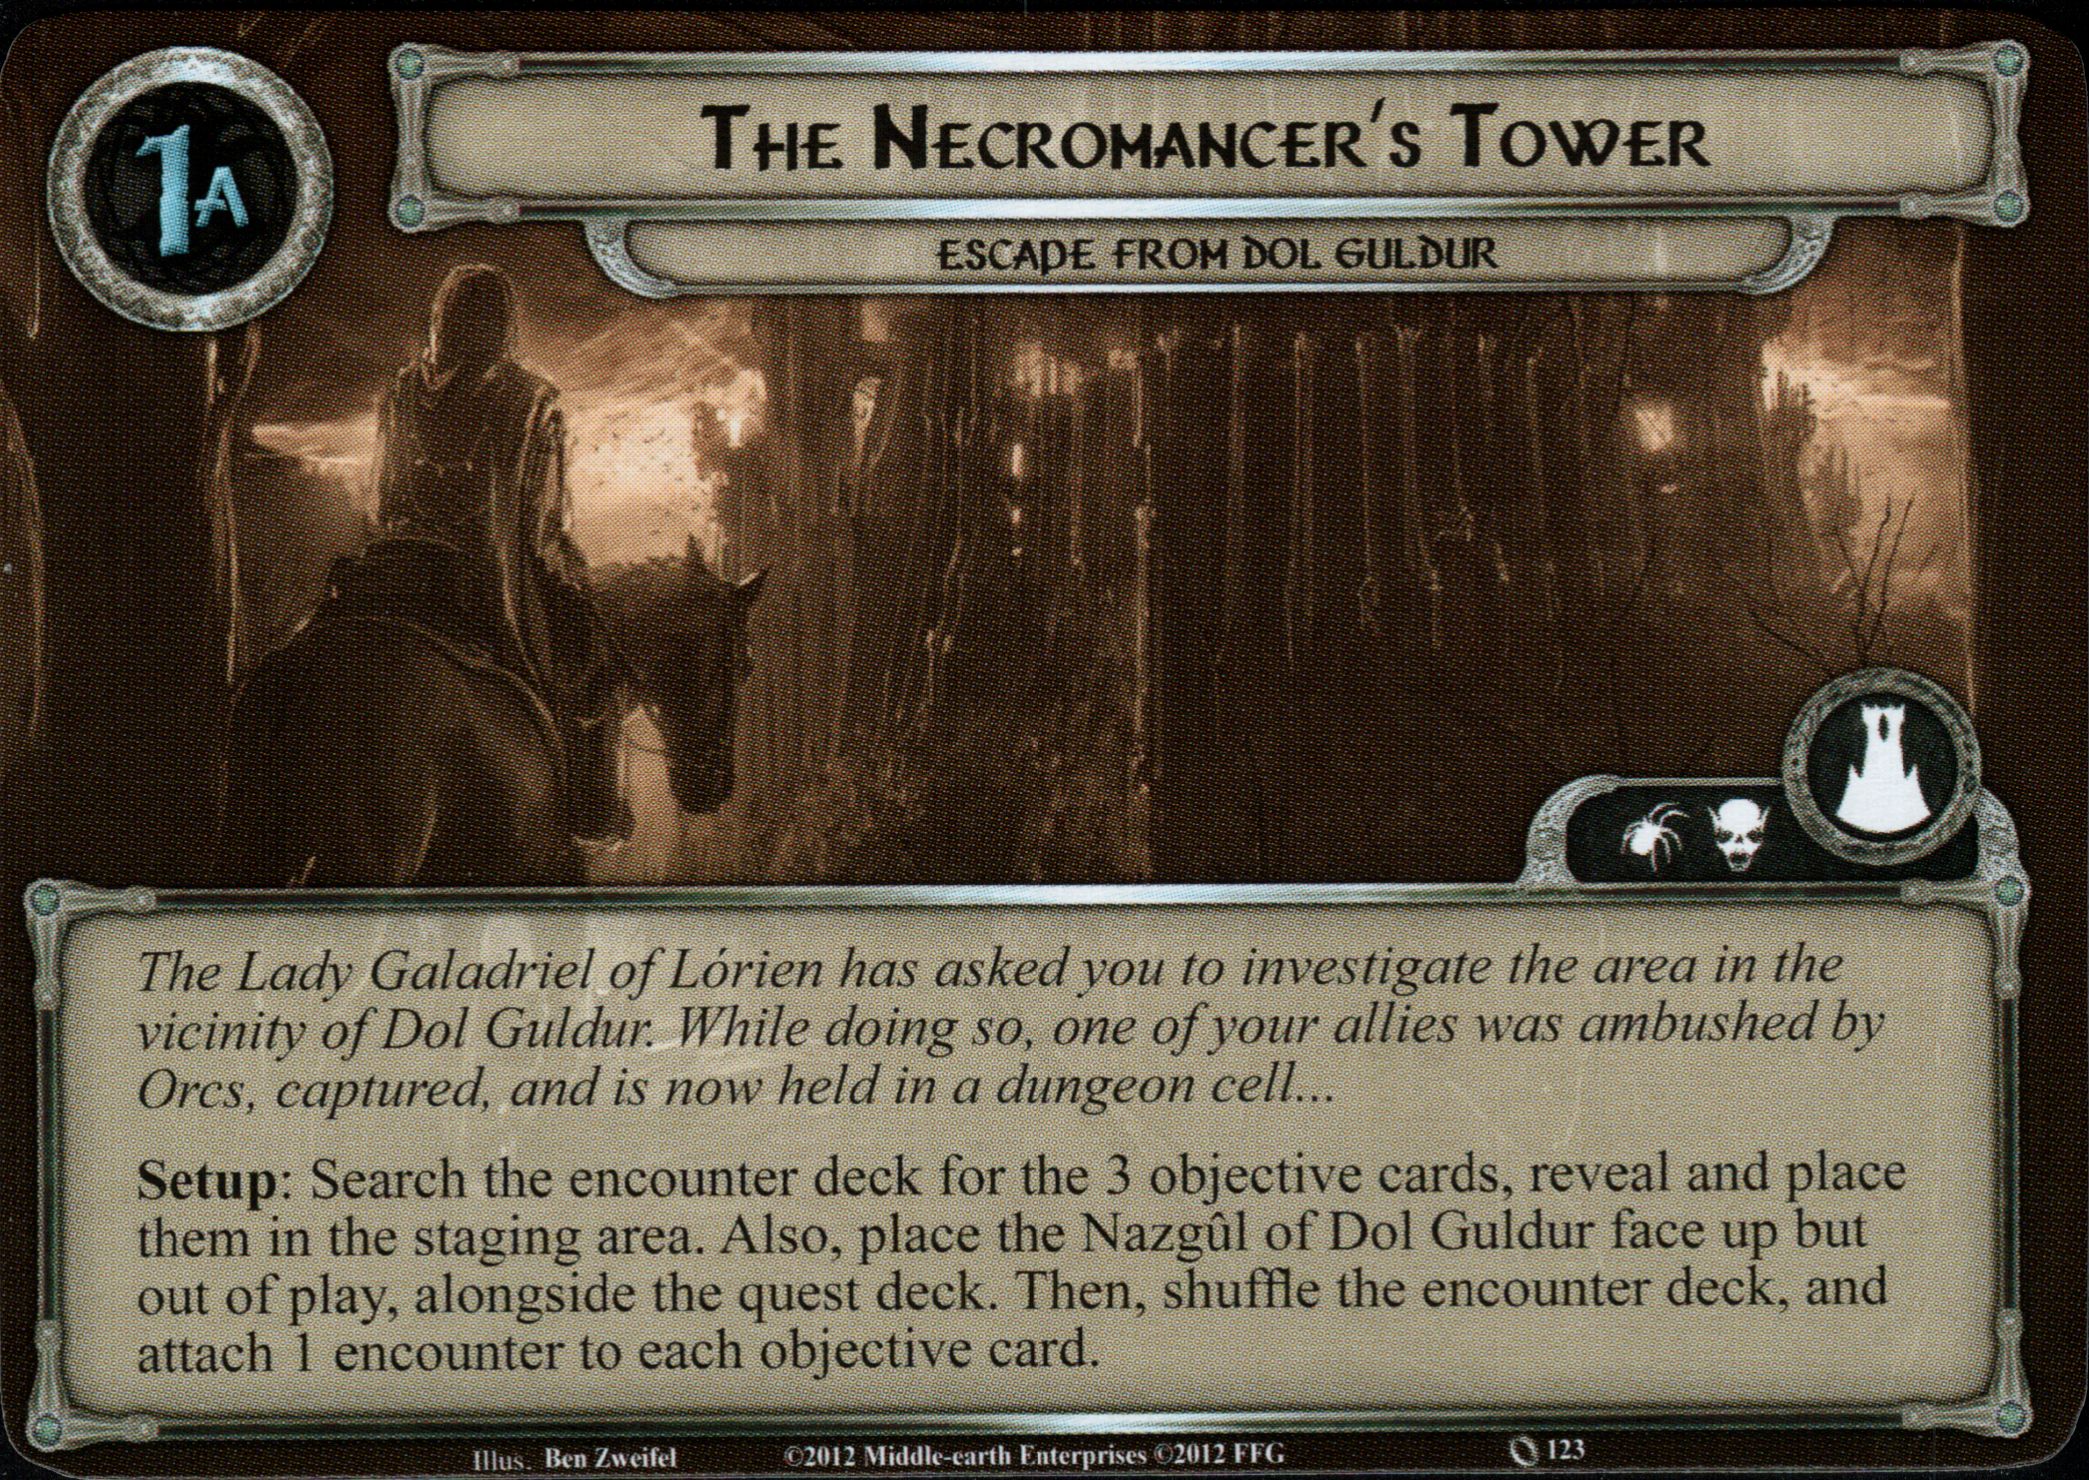 1A
THE NECROMANCER'S TOWER
ESCAPE FROM DOL GULDUR
The Lady Galadriel of Lórien has asked you to investigate the area in the
vicinity of Dol Guldur. While doing so, one of your allies was ambushed by
Orcs, captured, and is now held in a dungeon cell...
Setup: Search the encounter deck for the 3 objective cards, reveal and place
them in the staging area. Also, place the Nazgûl of Dol Guldur face up but
out of play, alongside the quest deck. Then, shuffle the encounter deck, and
attach 1 encounter to each objective card.
Illus. Ben Zweifel ©2012 Middle-earth Enterprises ©2012 FFG 123